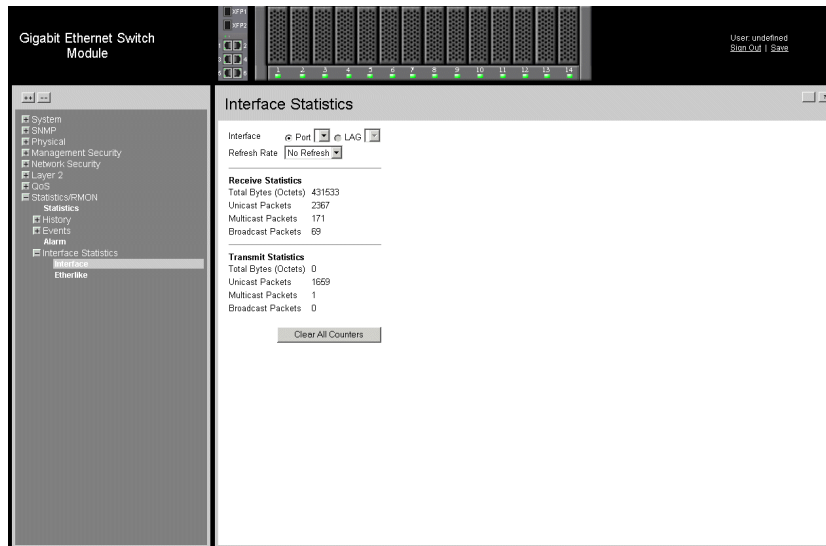 XFP1
XFP2
Gigabit Ethernet Switch
Module
User: undefined
Sign Out | Save
1 2 3 4 5 6 7 8 9 10 11 12 13 14
++ --
System
SNMP
Physical
Management Security
Network Security
Layer 2
QoS
Statistics/RMON
Statistics
History
Events
Alarm
Interface Statistics
Interface
Etherlike
Interface Statistics
Interface Port LAG
Refresh Rate No Refresh
Receive Statistics
Total Bytes (Octets) 431533
Unicast Packets 2367
Multicast Packets 171
Broadcast Packets 69
Transmit Statistics
Total Bytes (Octets) 0
Unicast Packets 1659
Multicast Packets 1
Broadcast Packets 0
Clear All Counters